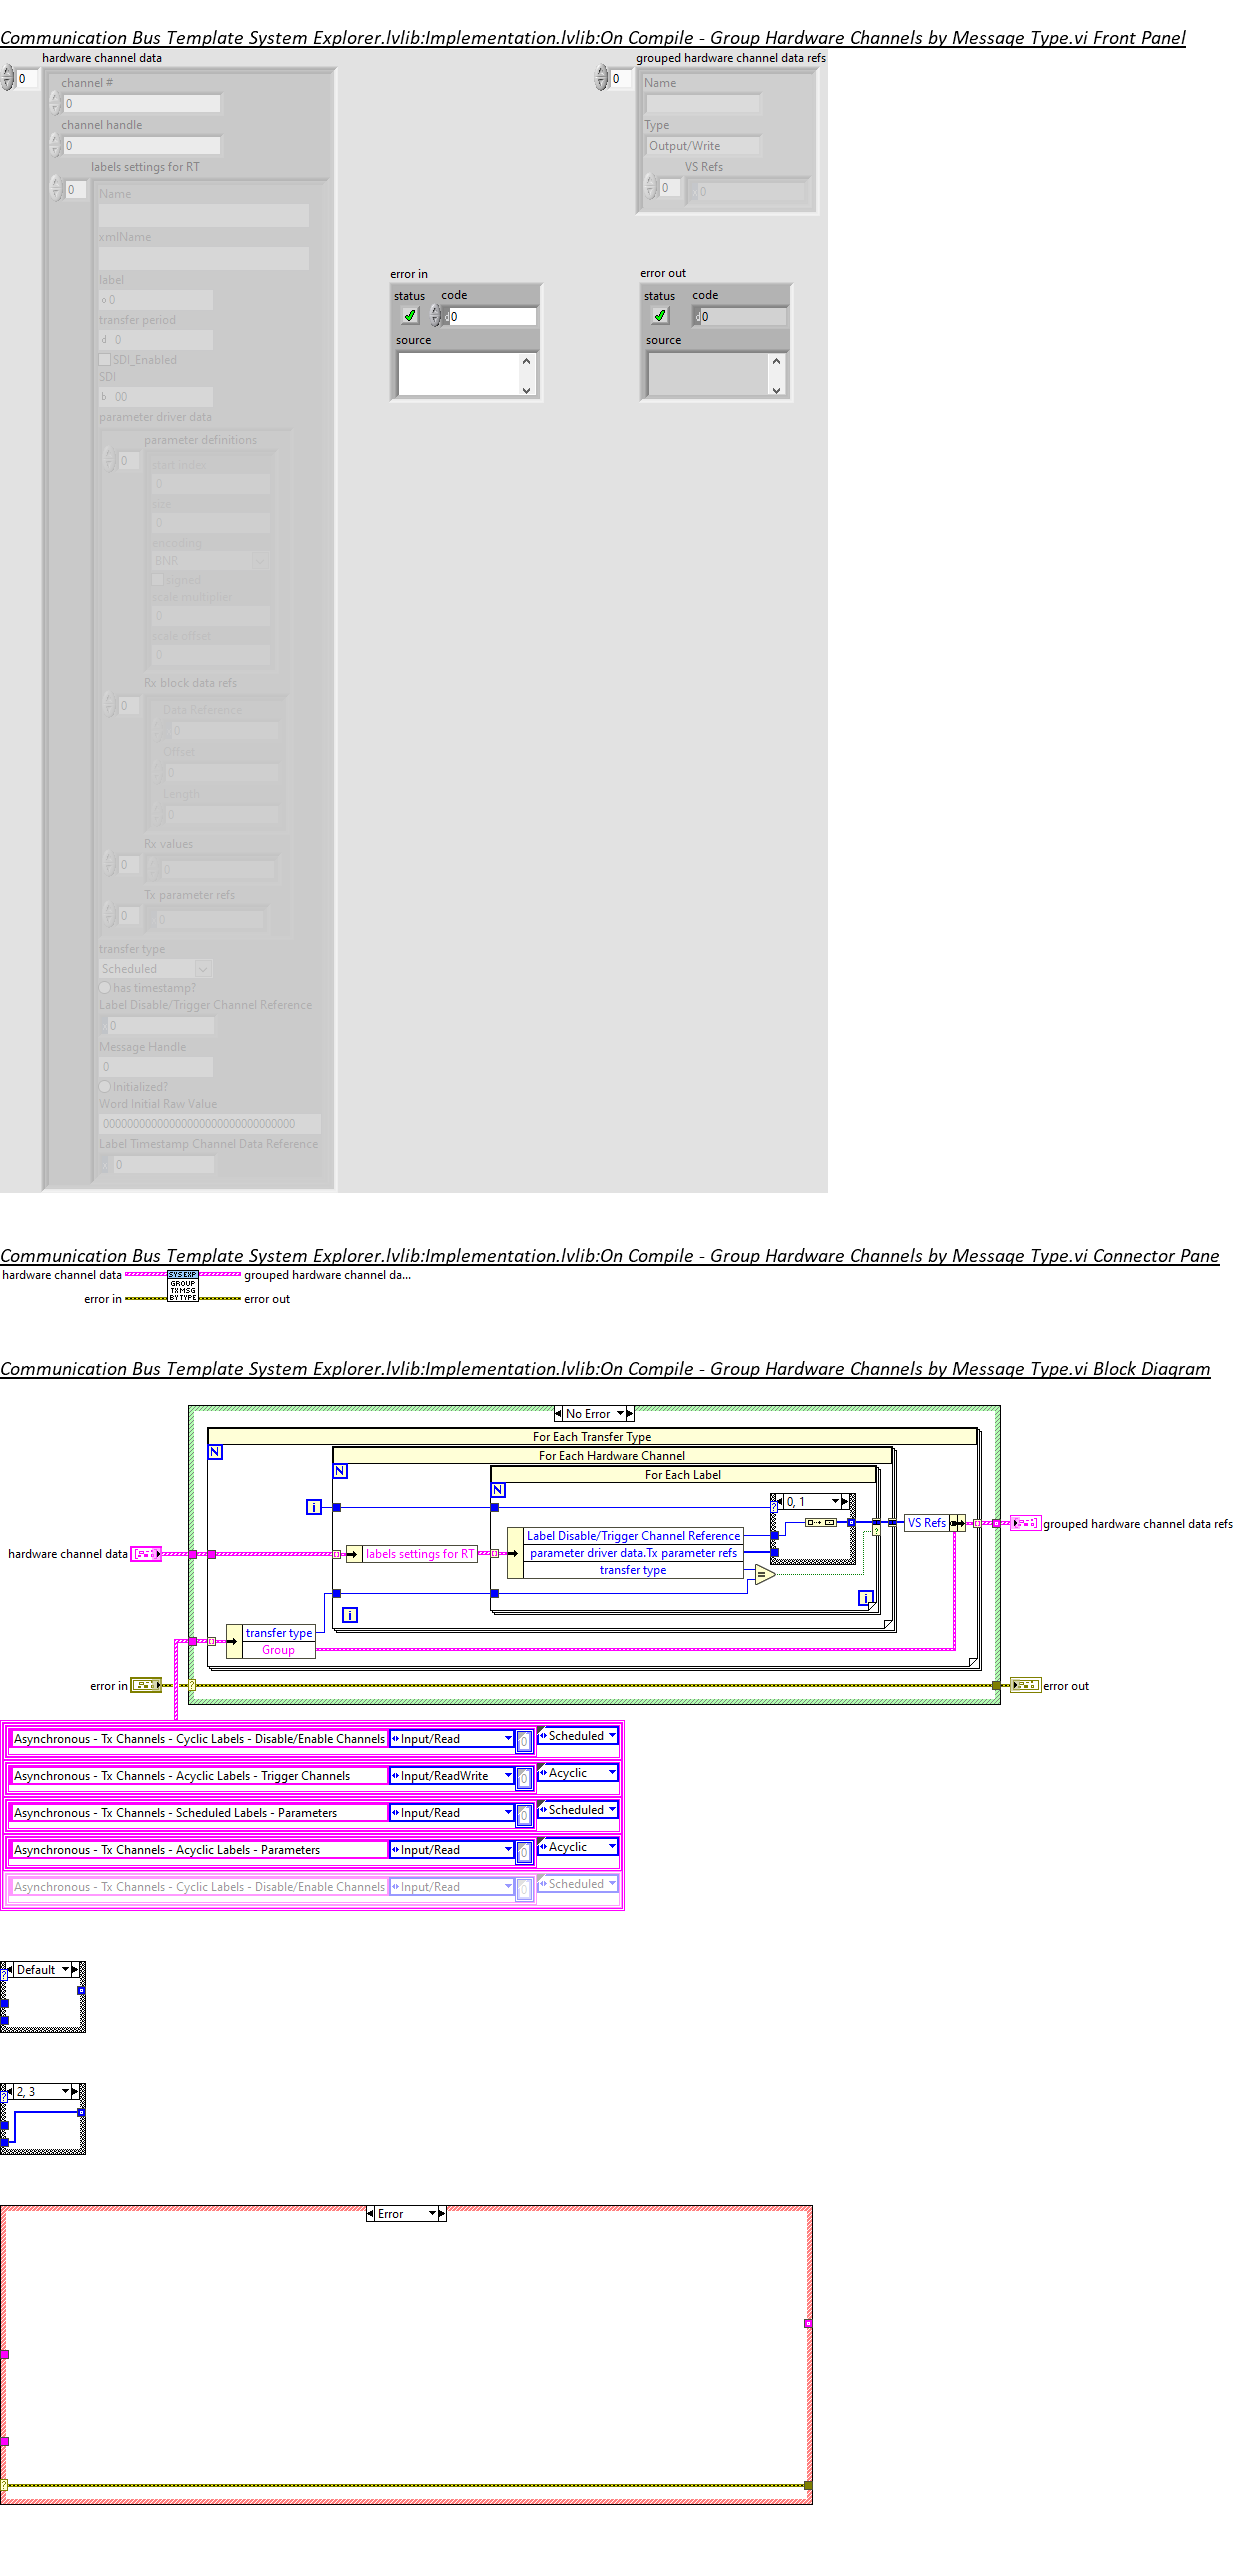 Communication Bus Template System Explorer.lvlib:Implementation.lvlib:On Compile - Group Hardware Channels by Message Type.vi Front Panel
hardware channel data
grouped hardware channel data refs
0
0
channel #
0
channel handle
0
labels settings for RT
0
Name
Type
Output/Write
VS Refs
0
x 0
Name
xmlName
label
o 0
transfer period
d 0
SDI_Enabled
SDI
b 00
parameter driver data
error in
status code
d 0
source
error out
status code
d 0
source
parameter definitions
0
start index
0
size
0
encoding
BNR
signed
scale multiplier
0
scale offset
0
Rx block data refs
0
Data Reference
0
Offset
0
Length
0
Rx values
0
0
Tx parameter refs
0
0
transfer type
Scheduled
has timestamp?
Label Disable/Trigger Channel Reference
x 0
Message Handle
0
Initialized?
Word Initial Raw Value
00000000000000000000000000000000
Label Timestamp Channel Data Reference
x 0
Communication Bus Template System Explorer.lvlib:Implementation.lvlib:On Compile - Group Hardware Channels by Message Type.vi Connector Pane
hardware channel data
SYS EXP
GROUP
TX MSG
BY TYPE
grouped hardware channel da...
error in
error out
Communication Bus Template System Explorer.lvlib:Implementation.lvlib:On Compile - Group Hardware Channels by Message Type.vi Block Diagram
No Error
For Each Transfer Type
N
For Each Hardware Channel
N
For Each Label
N
0, 1
i
Label Disable/Trigger Channel Reference
parameter driver data.Tx parameter refs
transfer type
VS Refs
grouped hardware channel data refs
hardware channel data
labels settings for RT
=
i
i
transfer type
Group
error in
error out
Asynchronous - Tx Channels - Cyclic Labels - Disable/Enable Channels Input/Read 0 Scheduled
Asynchronous - Tx Channels - Acyclic Labels - Trigger Channels Input/ReadWrite 0 Acyclic
Asynchronous - Tx Channels - Scheduled Labels - Parameters Input/Read 0 Scheduled
Asynchronous - Tx Channels - Acyclic Labels - Parameters Input/Read 0 Acyclic
Asynchronous - Tx Channels - Cyclic Labels - Disable/Enable Channels Input/Read 0 Scheduled
Default
2, 3
Error